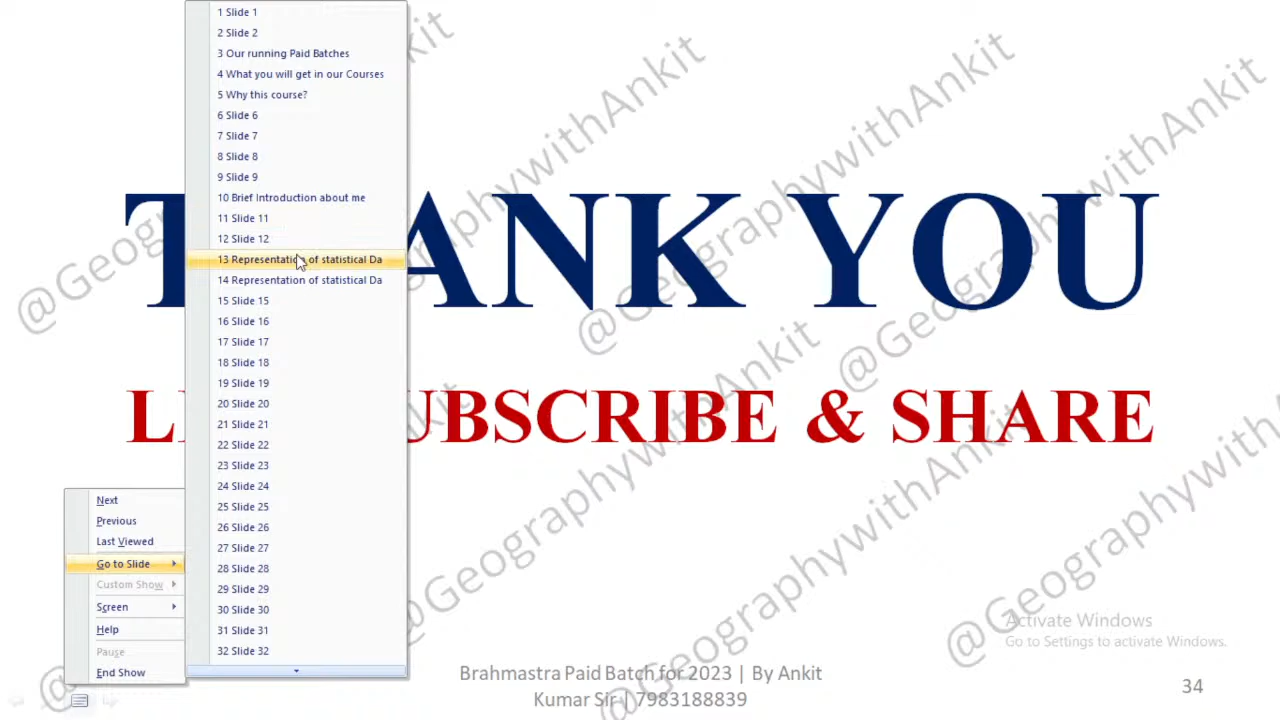 1 Slide 1
2 Slide 2
3 Our running Paid Batches
4 What you will get in our Courses
5 Why this course?
6 Slide 6
7 Slide 7
8 Slide 8
9 Slide 9
10 Brief Introduction about me
11 Slide 11
12 Slide 12
13 Representation of statistical Da
14 Representation of statistical Da
15 Slide 15
16 Slide 16
17 Slide 17
18 Slide 18
19 Slide 19
20 Slide 20
21 Slide 21
22 Slide 22
23 Slide 23
24 Slide 24
25 Slide 25
26 Slide 26
27 Slide 27
28 Slide 28
29 Slide 29
30 Slide 30
31 Slide 31
32 Slide 32
Next
Previous
Last Viewed
Go to Slide
Custom Show
Screen
Help
Pause
End Show
T ANK YOU
L UBSCRIBE & SHARE
@GeographywithAnkit
@GeographywithAnkit
@GeographywithAnkit
@GeographywithAnkit
@GeographywithAnkit
@GeographywithAnkit
Activate Windows
Go to Settings to activate Windows.
Brahmastra Paid Batch for 2023 | By Ankit
Kumar Sir | 7983188839
34